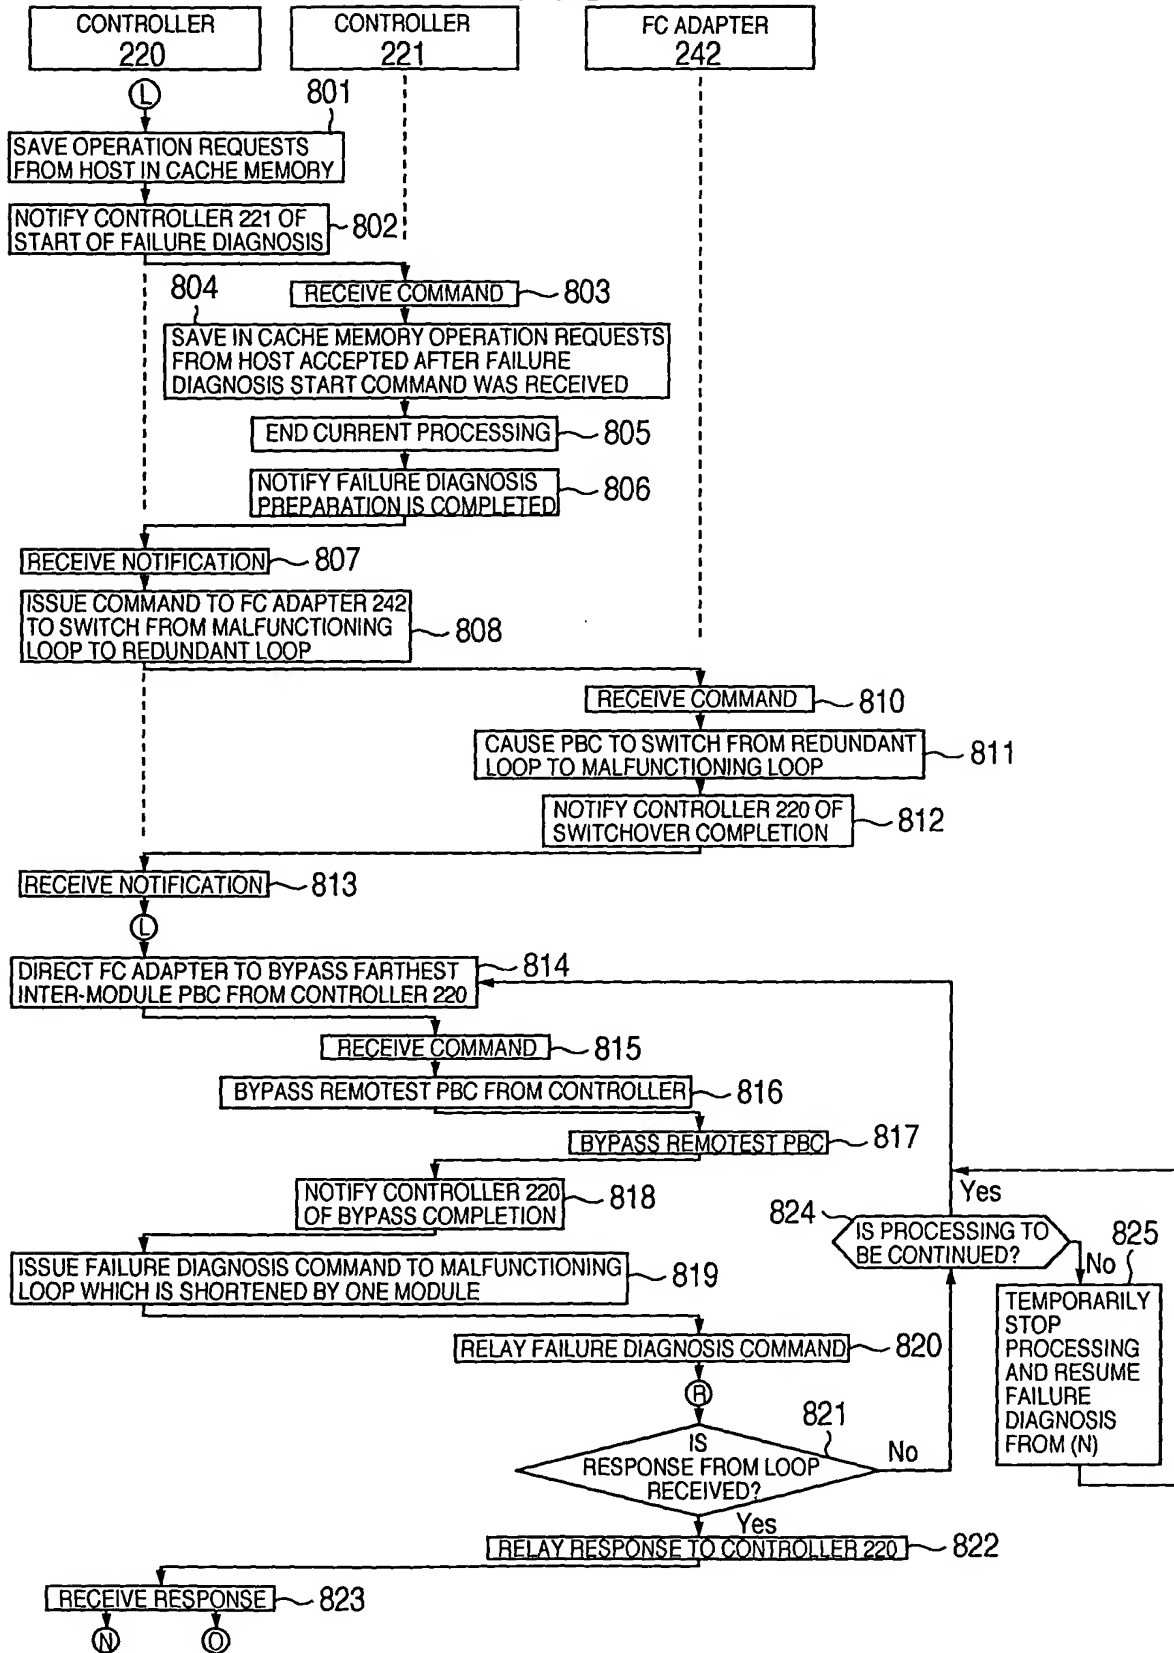 CONTROLLER
220
CONTROLLER
221
FC ADAPTER
242
L
801
SAVE OPERATION REQUESTS
FROM HOST IN CACHE MEMORY
NOTIFY CONTROLLER 221 OF
START OF FAILURE DIAGNOSIS
802
RECEIVE COMMAND
803
804
SAVE IN CACHE MEMORY OPERATION REQUESTS
FROM HOST ACCEPTED AFTER FAILURE
DIAGNOSIS START COMMAND WAS RECEIVED
END CURRENT PROCESSING
805
NOTIFY FAILURE DIAGNOSIS
PREPARATION IS COMPLETED
806
RECEIVE NOTIFICATION
807
ISSUE COMMAND TO FC ADAPTER 242
TO SWITCH FROM MALFUNCTIONING
LOOP TO REDUNDANT LOOP
808
RECEIVE COMMAND
810
CAUSE PBC TO SWITCH FROM REDUNDANT
LOOP TO MALFUNCTIONING LOOP
811
NOTIFY CONTROLLER 220 OF
SWITCHOVER COMPLETION
812
RECEIVE NOTIFICATION
813
L
DIRECT FC ADAPTER TO BYPASS FARTHEST
INTER-MODULE PBC FROM CONTROLLER 220
814
RECEIVE COMMAND
815
BYPASS REMOTEST PBC FROM CONTROLLER
816
BYPASS REMOTEST PBC
817
NOTIFY CONTROLLER 220
OF BYPASS COMPLETION
818
ISSUE FAILURE DIAGNOSIS COMMAND TO MALFUNCTIONING
LOOP WHICH IS SHORTENED BY ONE MODULE
819
RELAY FAILURE DIAGNOSIS COMMAND
820
R
821
IS
RESPONSE FROM LOOP
RECEIVED?
No
Yes
824
IS PROCESSING TO
BE CONTINUED?
Yes
No
825
TEMPORARILY
STOP
PROCESSING
AND RESUME
FAILURE
DIAGNOSIS
FROM (N)
RELAY RESPONSE TO CONTROLLER 220
822
RECEIVE RESPONSE
823
N
O